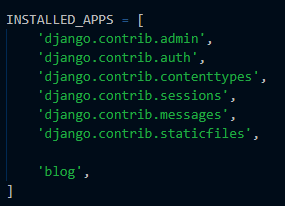 INSTALLED_APPS = [
    'django.contrib.admin',
    'django.contrib.auth',
    'django.contrib.contenttypes',
    'django.contrib.sessions',
    'django.contrib.messages',
    'django.contrib.staticfiles',

    'blog',
]